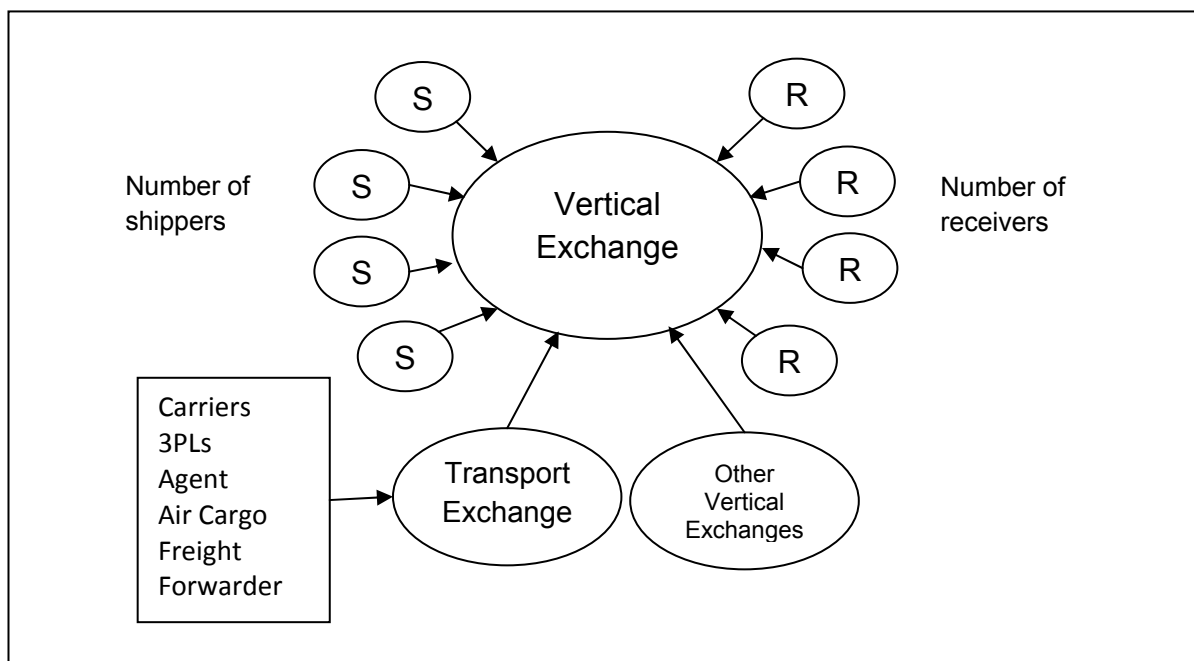 S
R
Number of
shippers
S
Vertical
Exchange
R
Number of
receivers
S
R
S
R
Carriers
3PLs
Agent
Air Cargo
Freight
Forwarder
Transport
Exchange
Other
Vertical
Exchanges